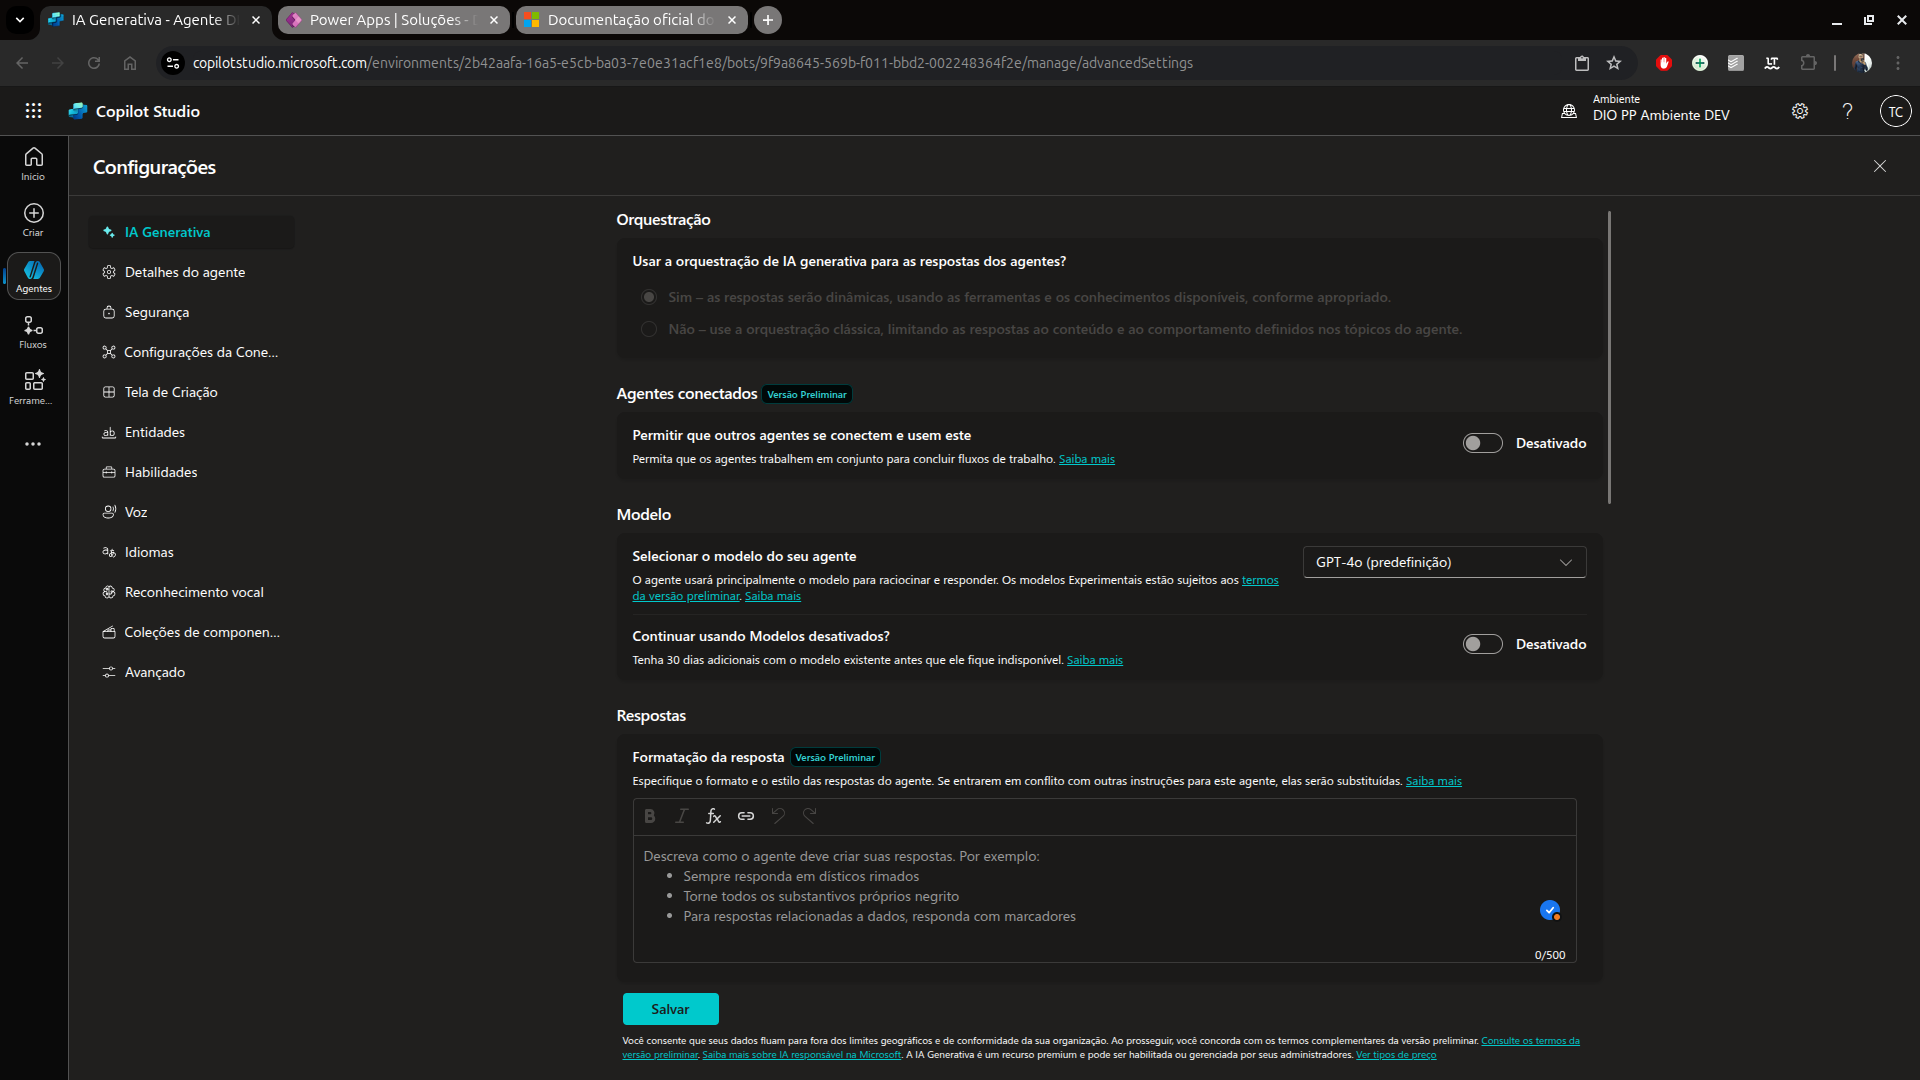 IA Generativa - Agente D
Power Apps | Soluções -
Documentação oficial do
copilotstudio.microsoft.com/environments/2b42aafa-16a5-e5cb-ba03-7e0e31acf1e8/bots/9f9a8645-569b-f011-bbd2-002248364f2e/manage/advancedSettings
Copilot Studio
Ambiente
DIO PP Ambiente DEV
TC
Início
Criar
Agentes
Fluxos
Ferrame...
Configurações
IA Generativa
Detalhes do agente
Segurança
Configurações da Cone...
Tela de Criação
Entidades
Habilidades
Voz
Idiomas
Reconhecimento vocal
Coleções de componen...
Avançado
Orquestração
Usar a orquestração de IA generativa para as respostas dos agentes?
Sim – as respostas serão dinâmicas, usando as ferramentas e os conhecimentos disponíveis, conforme apropriado.
Não – use a orquestração clássica, limitando as respostas ao conteúdo e ao comportamento definidos nos tópicos do agente.
Agentes conectados Versão Preliminar
Permitir que outros agentes se conectem e usem este
Permita que os agentes trabalhem em conjunto para concluir fluxos de trabalho. Saiba mais
Desativado
Modelo
Selecionar o modelo do seu agente
O agente usará principalmente o modelo para raciocinar e responder. Os modelos Experimentais estão sujeitos aos termos
da versão preliminar. Saiba mais
GPT-4o (predefinição)
Continuar usando Modelos desativados?
Tenha 30 dias adicionais com o modelo existente antes que ele fique indisponível. Saiba mais
Desativado
Respostas
Formatação da resposta Versão Preliminar
Especifique o formato e o estilo das respostas do agente. Se entrarem em conflito com outras instruções para este agente, elas serão substituídas. Saiba mais
Descreva como o agente deve criar suas respostas. Por exemplo:
• Sempre responda em dísticos rimados
• Torne todos os substantivos próprios negrito
• Para respostas relacionadas a dados, responda com marcadores
0/500
Salvar
Você consente que seus dados fluam para fora dos limites geográficos e de conformidade da sua organização. Ao prosseguir, você concorda com os termos complementares da versão preliminar. Consulte os termos da
versão preliminar. Saiba mais sobre IA responsável na Microsoft. A IA Generativa é um recurso premium e pode ser habilitada ou gerenciada por seus administradores. Ver tipos de preço